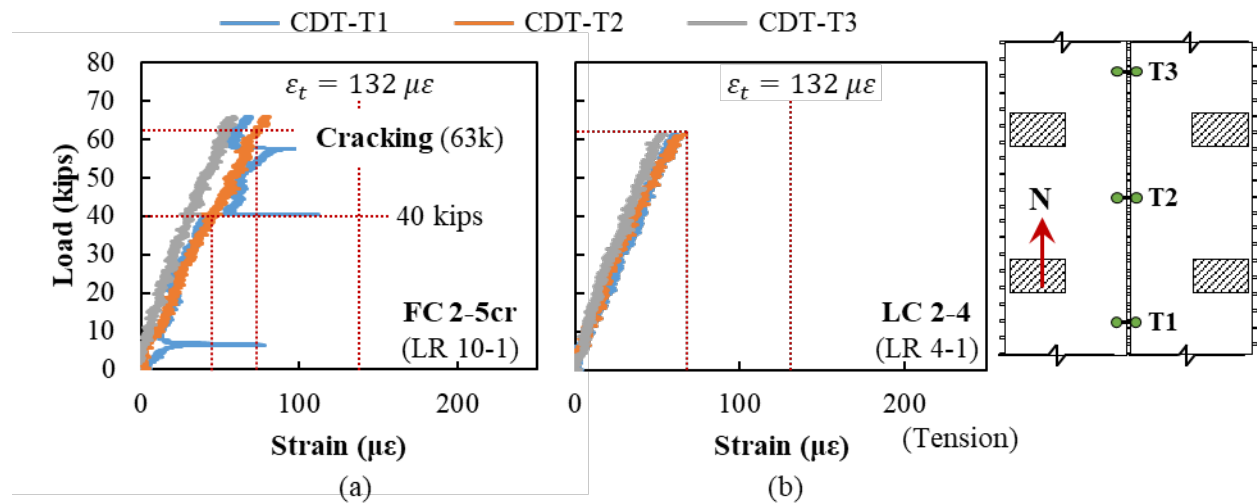 CDT-T1 CDT-T2 CDT-T3
80
70
60
50
40
30
20
10
0
Load (kips)
εₜ = 132 με
Cracking (63k)
40 kips
FC 2-5cr
(LR 10-1)
0 100 200
Strain (με)
(a)
εₜ = 132 με
LC 2-4
(LR 4-1)
0 100 200
Strain (με)
(Tension)
(b)
T3
T2
N
T1